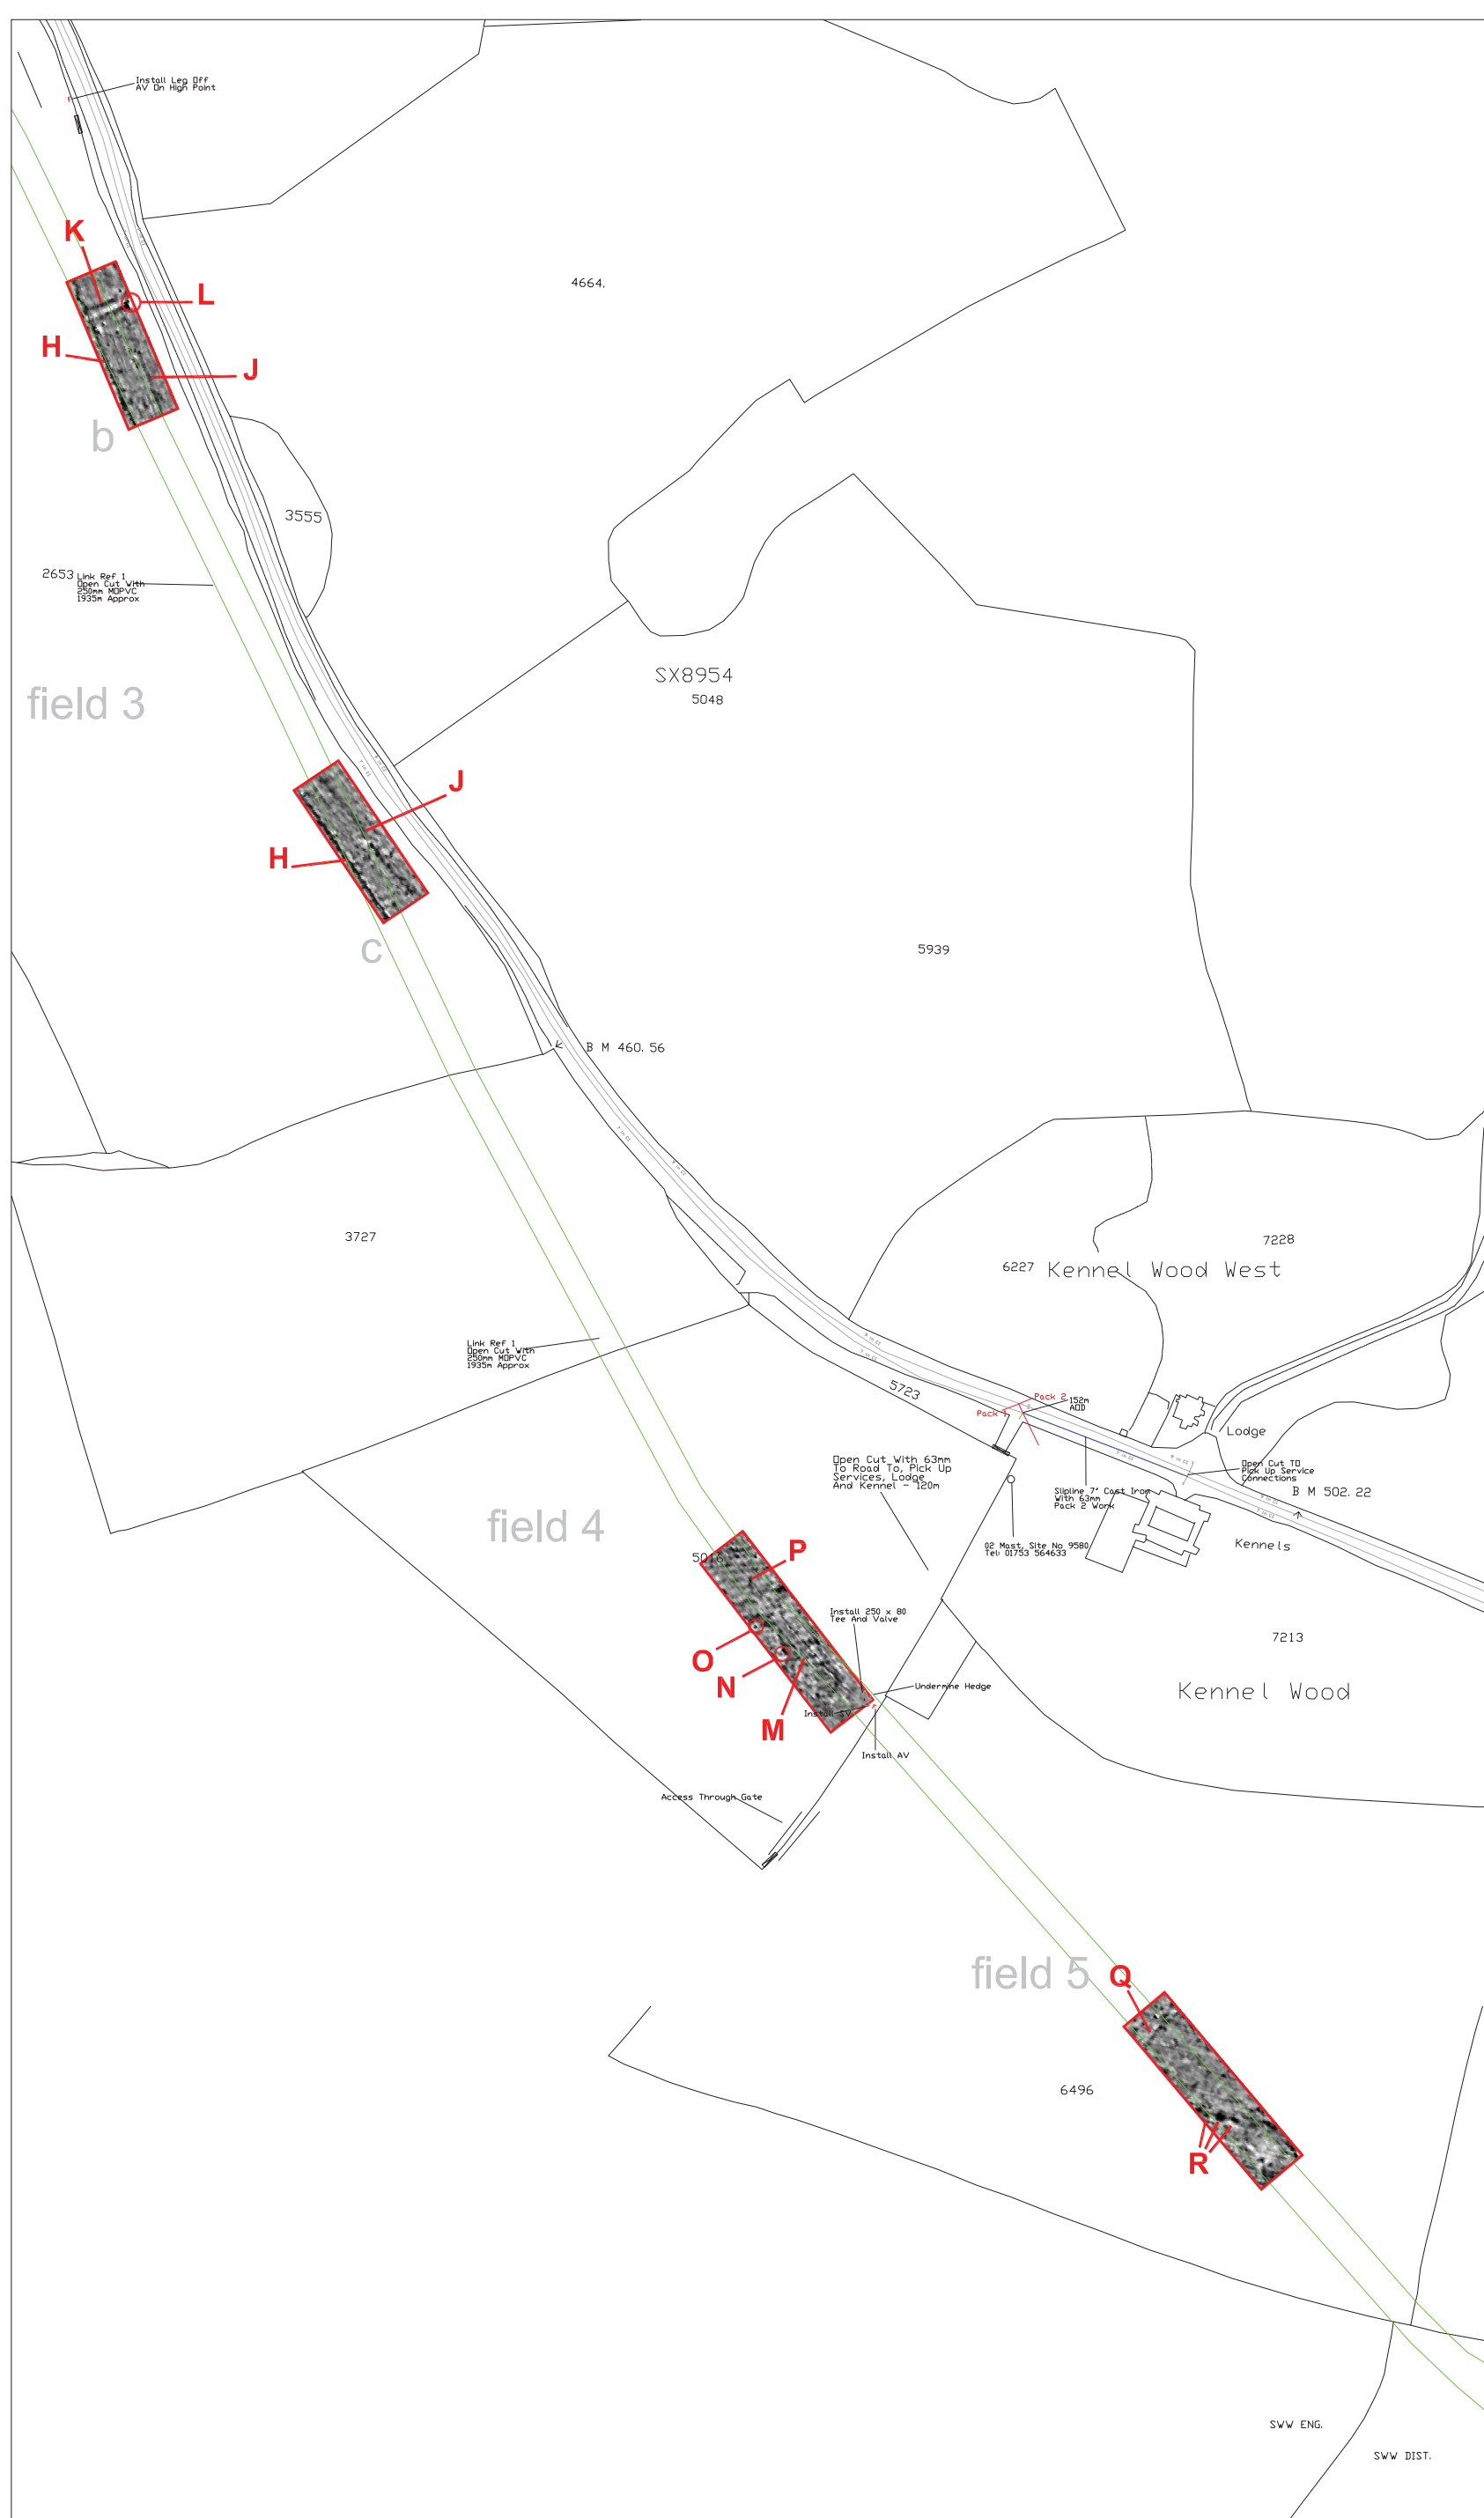 Install Leg Off
AV On High Point
K
L
4664.
H
J
b
3555
2653
Link Ref 1
Open Cut With
250mm MDPVC
1935m Approx
SX8954
5048
field 3
J
H
c
5939
B M 460.56
3727
7228
6227
Kennel Wood West
Link Ref 1
Open Cut With
250mm MDPVC
1935m Approx
5723
Pack 2
Pack 1
152m
AOD
Lodge
Open Cut With 63mm
To Road To, Pick Up
Services, Lodge
And Kennel - 120m
Open Cut TO
Pick Up Service
Connections
B M 502.22
Slipline 7" Cast Iron
With 63mm
Pack 2 Work
field 4
O2 Mast, Site No 9580
Tel: 01753 564633
Kennels
P
Install 250 x 80
Tee And Valve
7213
O
N
Undermine Hedge
Kennel Wood
M
Install SV
Install AV
Access Through Gate
field 5
Q
6496
R
SWW ENG.
SWW DIST.